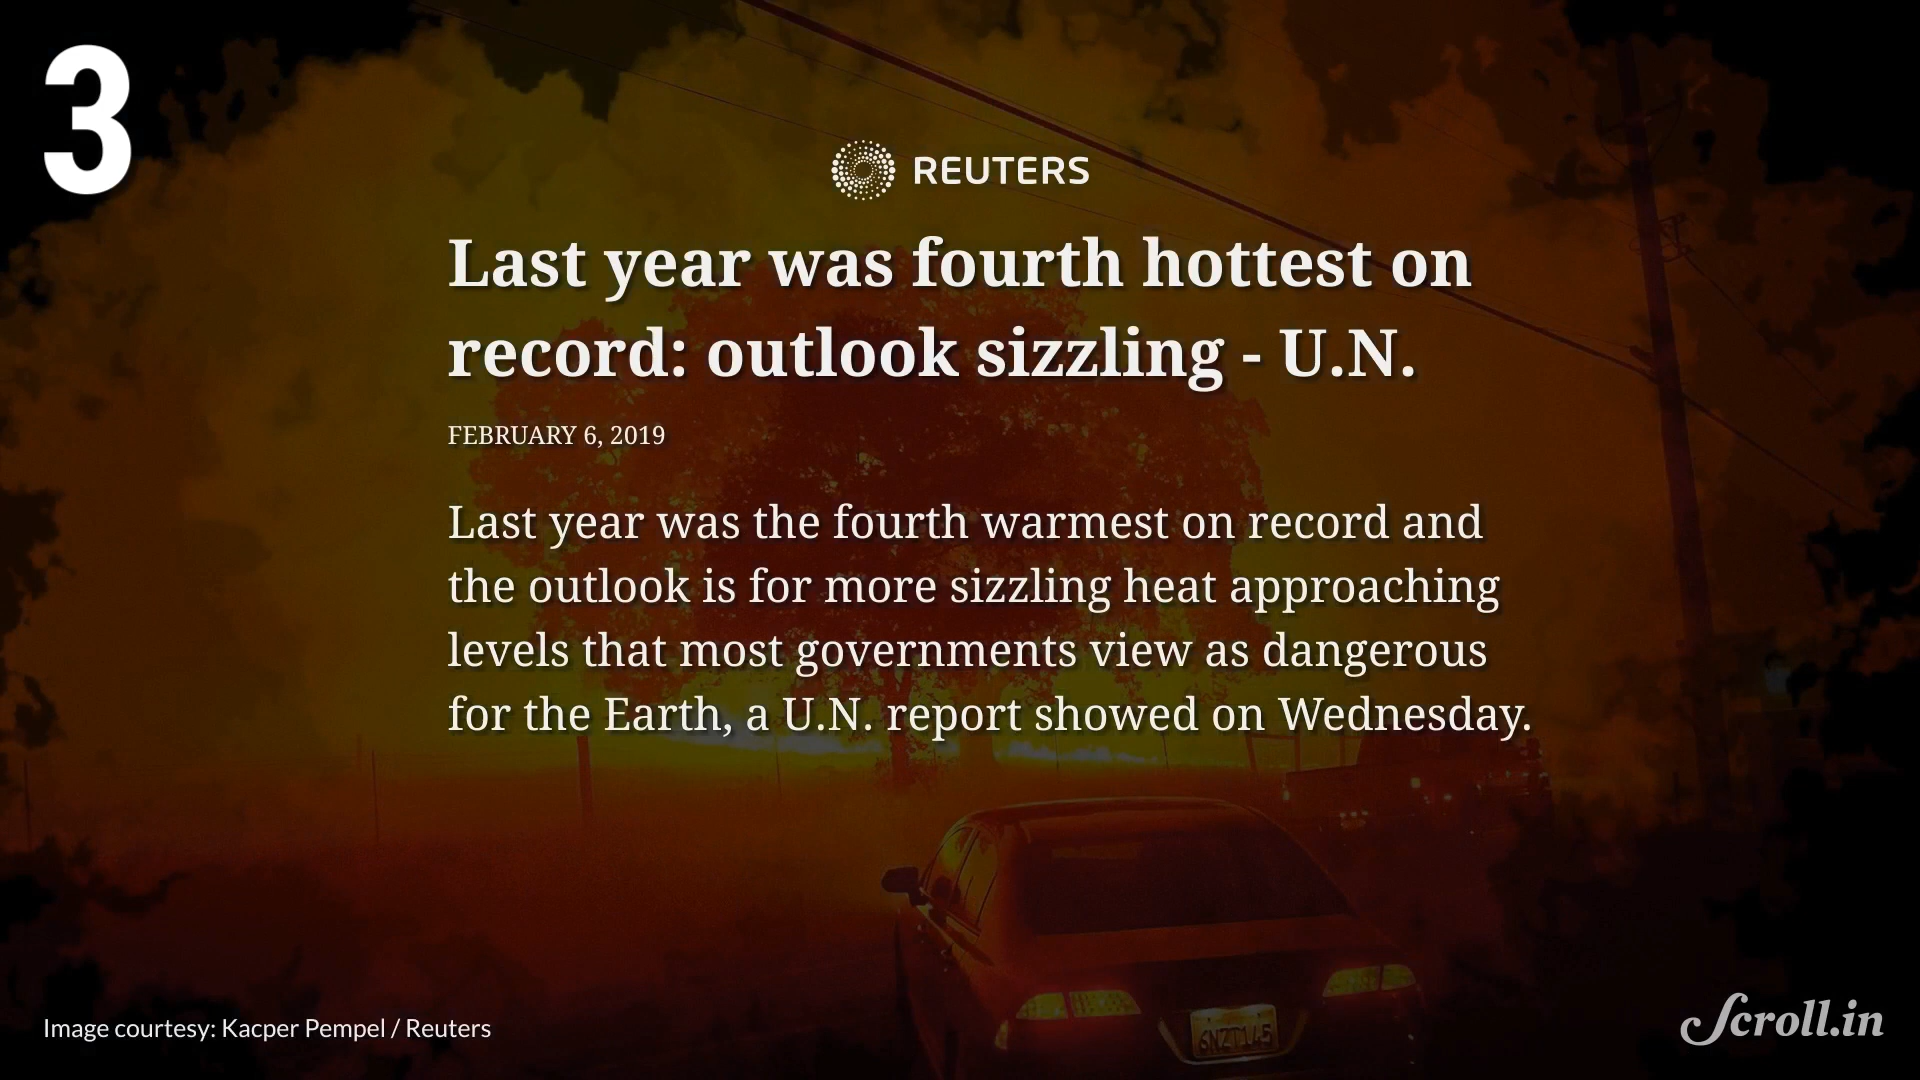 3
REUTERS
Last year was fourth hottest on
record: outlook sizzling - U.N.
FEBRUARY 6, 2019
Last year was the fourth warmest on record and
the outlook is for more sizzling heat approaching
levels that most governments view as dangerous
for the Earth, a U.N. report showed on Wednesday.
Image courtesy: Kacper Pempel / Reuters
Scroll.in